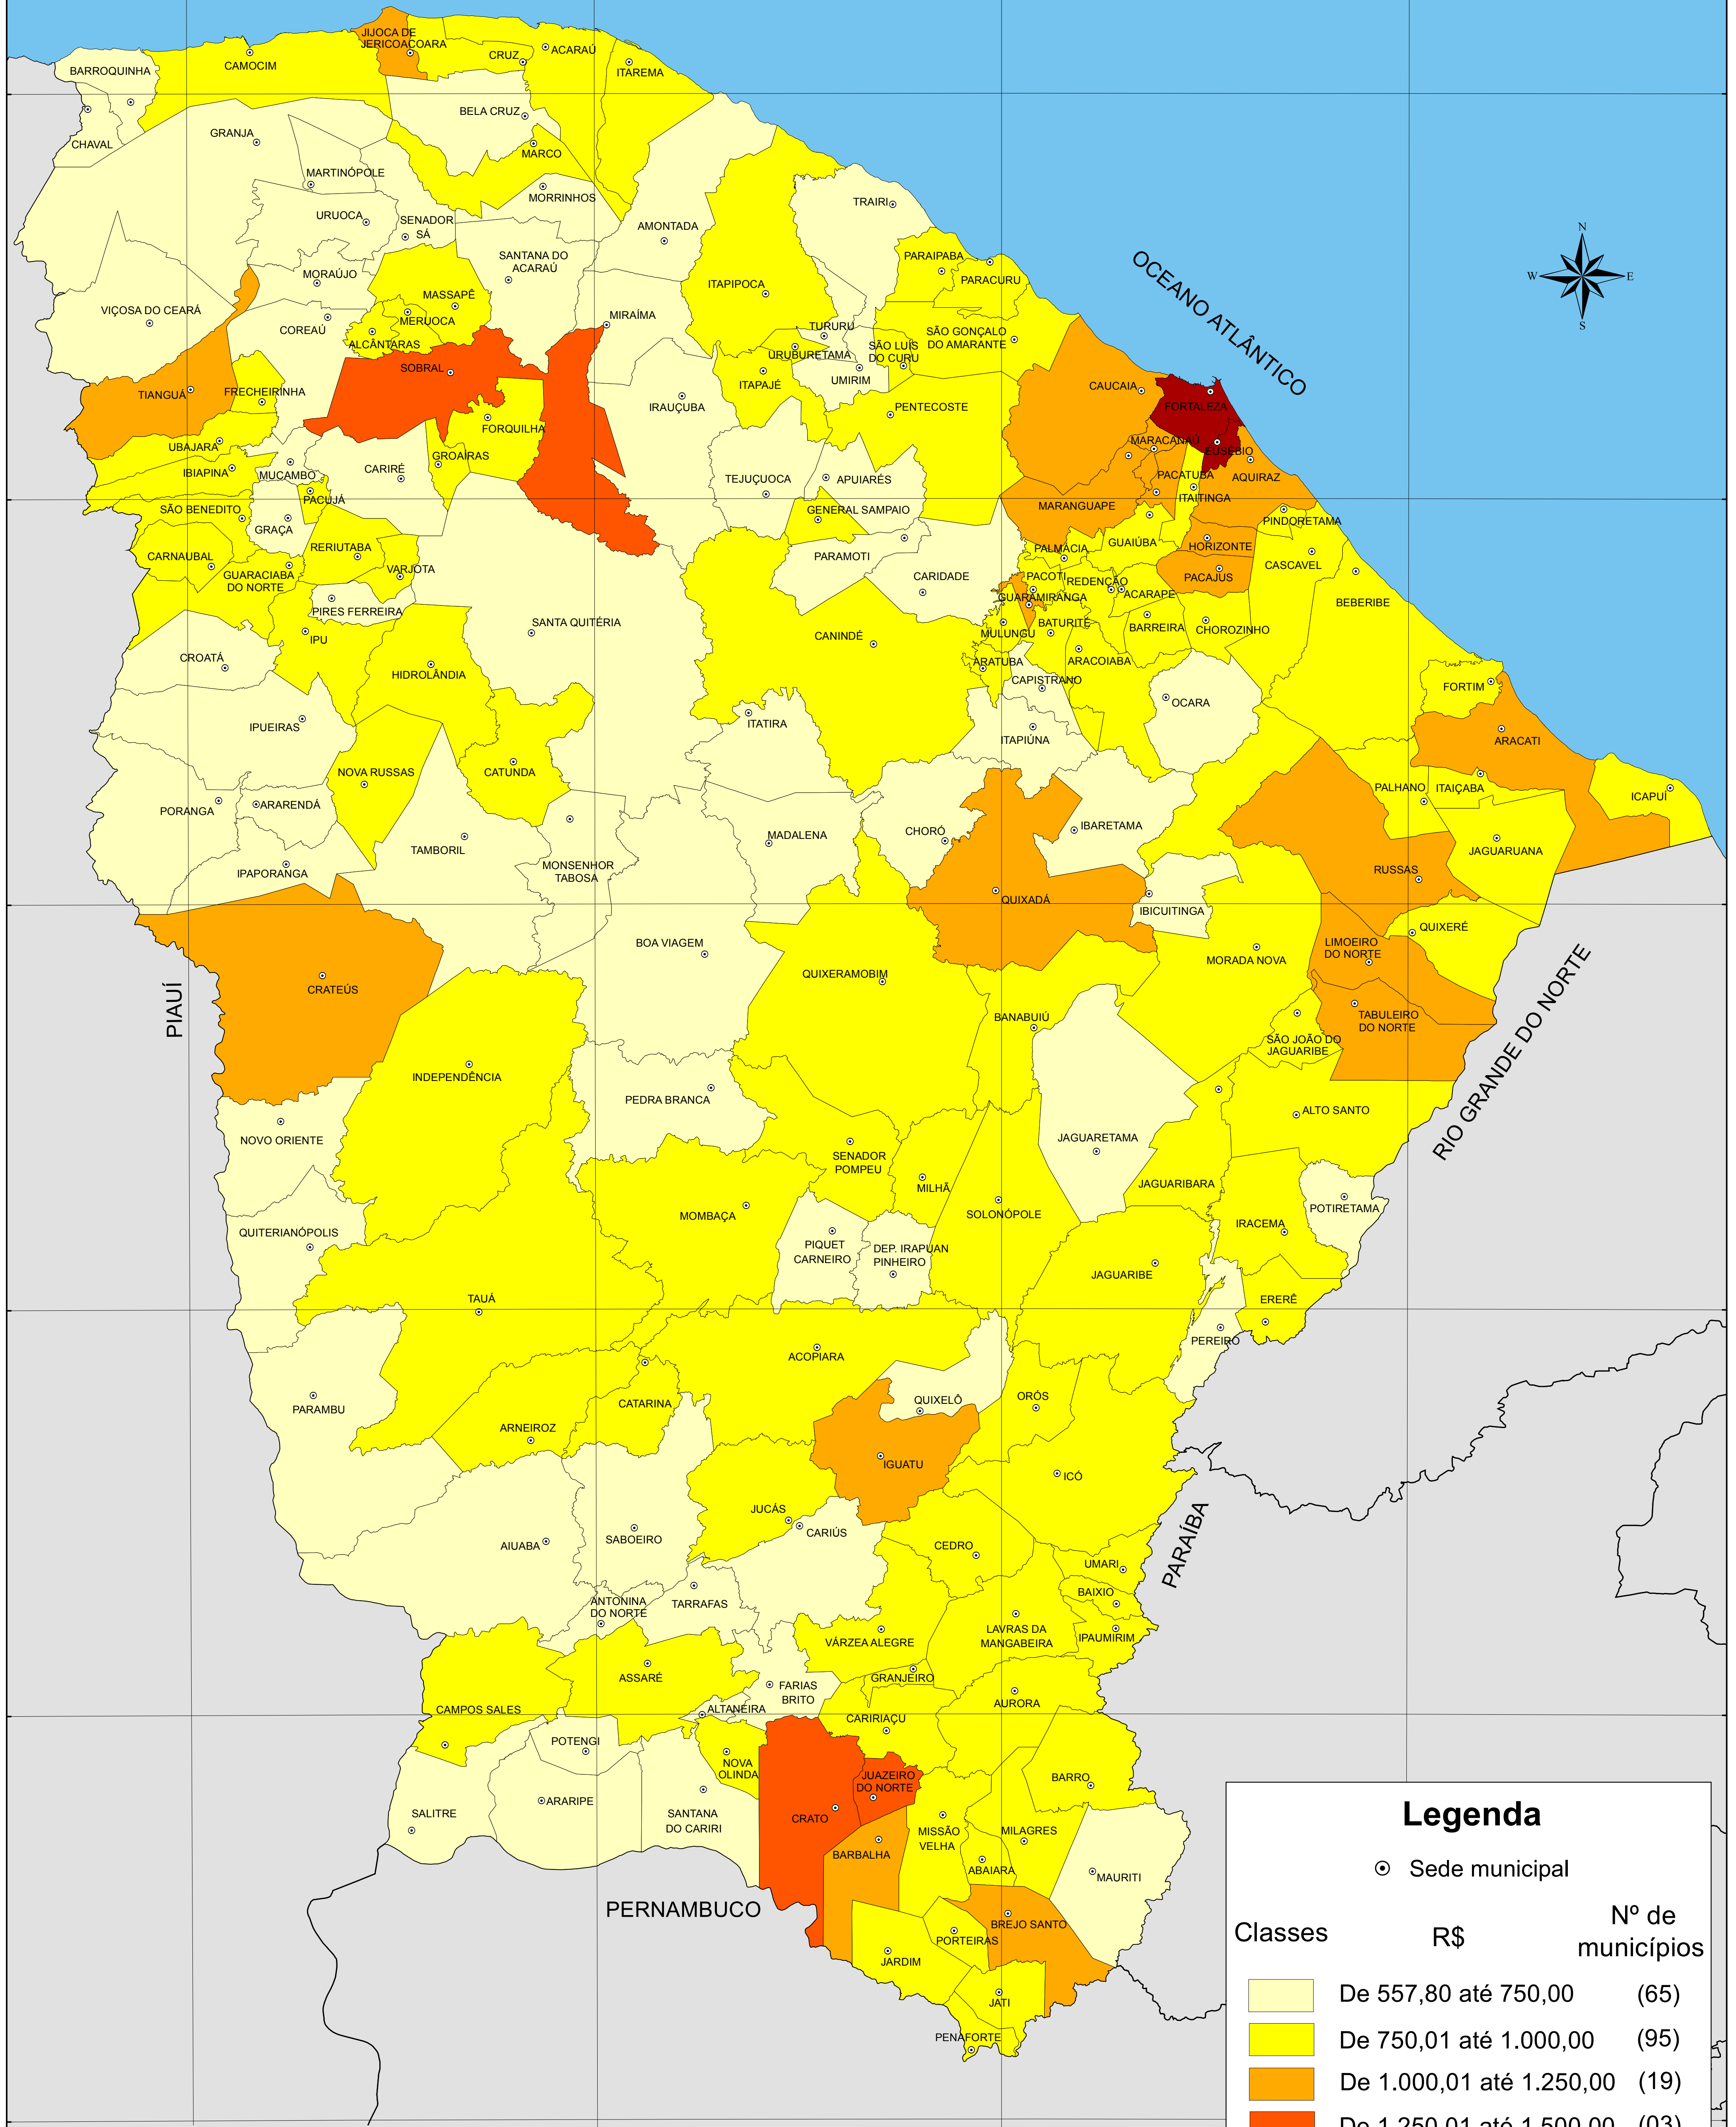 JIJOCA DE
JERICOACOARA
CRUZ
ACARAÚ
ITAREMA
BARROQUINHA
CAMOCIM
BELA CRUZ
CHAVAL
GRANJA
MARCO
MARTINÓPOLE
MORRINHOS
TRAIRI
URUOCA
SENADOR
SÁ
AMONTADA
N
W
E
S
OCEANO ATLÂNTICO
SANTANA DO
ACARAÚ
PARAIPABA
PARACURU
MORAÚJO
ITAPIPOCA
MASSAPÊ
VIÇOSA DO CEARÁ
MERUOCA
MIRAÍMA
COREAÚ
TURURU
SÃO GONÇALO
DO AMARANTE
ALCÂNTARAS
URUBURETAMA
SÃO LUÍS
DO CURU
SOBRAL
ITAPAJÉ
UMIRIM
CAUCAIA
TIANGUÁ
FRECHEIRINHA
IRAUÇUBA
PENTECOSTE
FORTALEZA
FORQUILHA
UBAJARA
MARACANAÚ
EUSÉBIO
GROAÍRAS
IBIAPINA
MUCAMBO
CARIRÉ
TEJUÇUOCA
APUIARÉS
PACATUBA
AQUIRAZ
PACUJÁ
ITAITINGA
SÃO BENEDITO
GENERAL SAMPAIO
MARANGUAPE
PINDORETAMA
GRAÇA
CARNAUBAL
RERIUTABA
PARAMOTI
PALMÁCIA
GUAIÚBA
HORIZONTE
GUARACIABA
DO NORTE
VARJOTA
CARIDADE
PACOTI
REDENÇÃO
PACAJUS
CASCAVEL
GUARAMIRANGA
ACARAPE
BEBERIBE
PIRES FERREIRA
SANTA QUITÉRIA
MULUNGU
BATURITÉ
BARREIRA
CHOROZINHO
IPU
CANINDÉ
CROATÁ
HIDROLÂNDIA
ARATUBA
ARACOIABA
CAPISTRANO
FORTIM
OCARA
IPUEIRAS
ITATIRA
ITAPIÚNA
ARACATI
NOVA RUSSAS
CATUNDA
PALHANO
ITAIÇABA
ICAPUÍ
PORANGA
ARARENDÁ
CHORÓ
IBARETAMA
MADALENA
TAMBORIL
JAGUARUANA
MONSENHOR
TABOSA
IPAPORANGA
RUSSAS
QUIXADÁ
IBICUITINGA
QUIXERÉ
BOA VIAGEM
LIMOEIRO
DO NORTE
MORADA NOVA
QUIXERAMOBIM
PIAUÍ
CRATEÚS
BANABUIÚ
TABULEIRO
DO NORTE
RIO GRANDE DO NORTE
SÃO JOÃO DO
JAGUARIBE
INDEPENDÊNCIA
PEDRA BRANCA
ALTO SANTO
NOVO ORIENTE
JAGUARETAMA
SENADOR
POMPEU
MILHÃ
JAGUARIBARA
MOMBAÇA
SOLONÓPOLE
POTIRETAMA
QUITERIANÓPOLIS
IRACEMA
PIQUET
CARNEIRO
DEP. IRAPUAN
PINHEIRO
JAGUARIBE
TAUÁ
ERERÊ
PEREIRO
ACOPIARA
PARAMBU
CATARINA
QUIXELÔ
ORÓS
ARNEIROZ
IGUATU
ICÓ
JUCÁS
CARIÚS
AIUABA
SABOEIRO
CEDRO
PARAÍBA
UMARI
BAIXIO
ANTONINA
DO NORTE
TARRAFAS
LAVRAS DA
MANGABEIRA
VÁRZEA ALEGRE
IPAUMIRIM
ASSARÉ
GRANJEIRO
FARIAS
BRITO
CAMPOS SALES
ALTANEIRA
AURORA
CARIRIAÇU
POTENGI
NOVA
OLINDA
JUAZEIRO
DO NORTE
BARRO
SALITRE
ARARIPE
SANTANA
DO CARIRI
CRATO
MISSÃO
VELHA
MILAGRES
BARBALHA
ABAIARA
MAURITI
PERNAMBUCO
BREJO SANTO
PORTEIRAS
JARDIM
JATI
PENAFORTE
Legenda
Sede municipal
Classes R$ Nº de
municípios
De 557,80 até 750,00 (65)
De 750,01 até 1.000,00 (95)
De 1.000,01 até 1.250,00 (19)
De 1.250,01 até 1.500,00 (03)